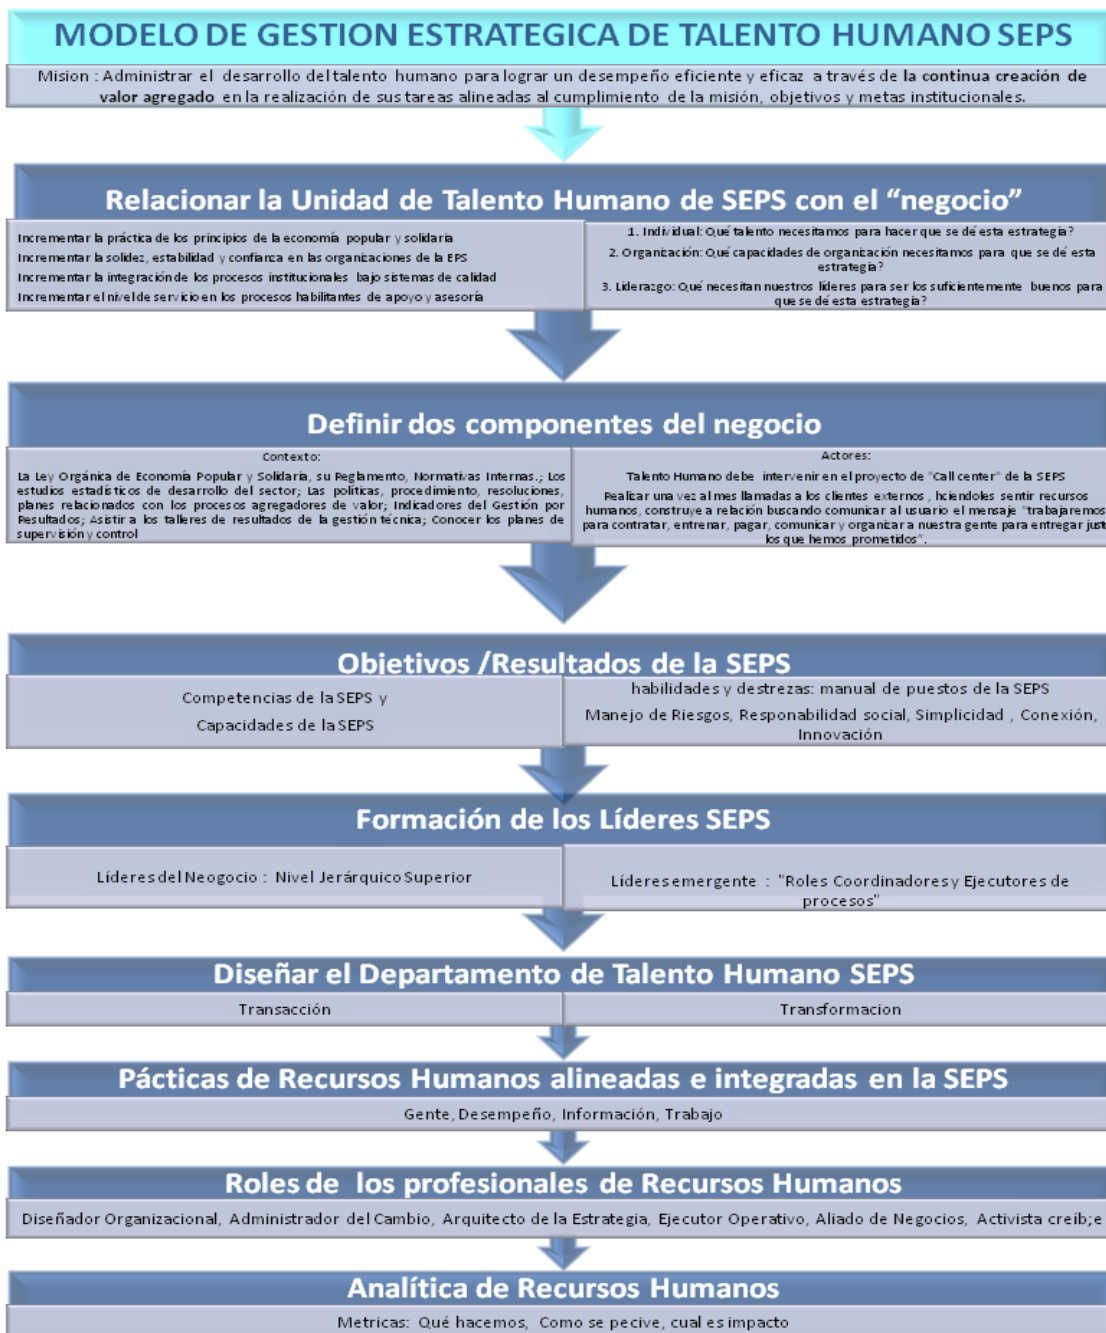 MODELO DE GESTION ESTRATEGICA DE TALENTO HUMANO SEPS
Mision : Administrar el desarrollo del talento humano para lograr un desempeño eficiente y eficaz a través de la continua creación de
valor agregado en la realización de sus tareas alineadas al cumplimiento de la misión, objetivos y metas institucionales.
Relacionar la Unidad de Talento Humano de SEPS con el “negocio”
Incrementar la práctica de los principios de la economía popular y solidaria
Incrementar la solidez, estabilidad y confianza en las organizaciones de la EPS
Incrementar la integración de los procesos institucionales bajo sistemas de calidad
Incrementar el nivel de servicio en los procesos habilitantes de apoyo y asesoría
1. Individual: Qué talento necesitamos para hacer que se dé esta estrategia?
2. Organización: Qué capacidades de organización necesitamos para que se dé esta
estrategia?
3. Liderazgo: Qué necesitan nuestros líderes para ser los suficientemente buenos para
que se dé esta estrategia?
Definir dos componentes del negocio
Contexto:
La Ley Orgánica de Economía Popular y Solidaria, su Reglamento, Normativas Internas.; Los
estudios estadísticos de desarrollo del sector; Las políticas, procedimiento, resoluciones,
planes relacionados con los procesos agregadores de valor; Indicadores del Gestión por
Resultados; Asistir a los talleres de resultados de la gestión técnica; Conocer los planes de
supervisión y control
Actores:
Talento Humano debe intervenir en el proyecto de "Call center" de la SEPS
Realizar una vez al mes llamadas a los clientes externos , hciendoles sentir recursos
humanos, construye a relación buscando comunicar al usuario el mensaje "trabajaremos
para contratar, entrenar, pagar, comunicar y organizar a nuestra gente para entregar just
los que hemos prometidos".
Objetivos /Resultados de la SEPS
Competencias de la SEPS y
Capacidades de la SEPS
habilidades y destrezas: manual de puestos de la SEPS
Manejo de Riesgos, Responabilidad social, Simplicidad , Conexión,
Innovación
Formación de los Líderes SEPS
Líderes del Neogocio : Nivel Jerárquico Superior
Líderes emergente : "Roles Coordinadores y Ejecutores de
procesos"
Diseñar el Departamento de Talento Humano SEPS
Transacción
Transformacion
Pácticas de Recursos Humanos alineadas e integradas en la SEPS
Gente, Desempeño, Información, Trabajo
Roles de los profesionales de Recursos Humanos
Diseñador Organizacional, Administrador del Cambio, Arquitecto de la Estrategia, Ejecutor Operativo, Aliado de Negocios, Activista creíb;e
Analítica de Recursos Humanos
Metricas: Qué hacemos, Como se pecive, cual es impacto